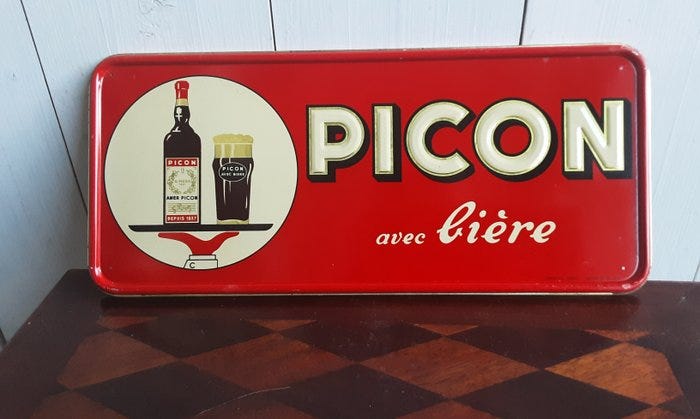 PICON
avec bière
PICON
AMER PICON
DEPUIS 1837
PICON
AVEC BIÈRE
C